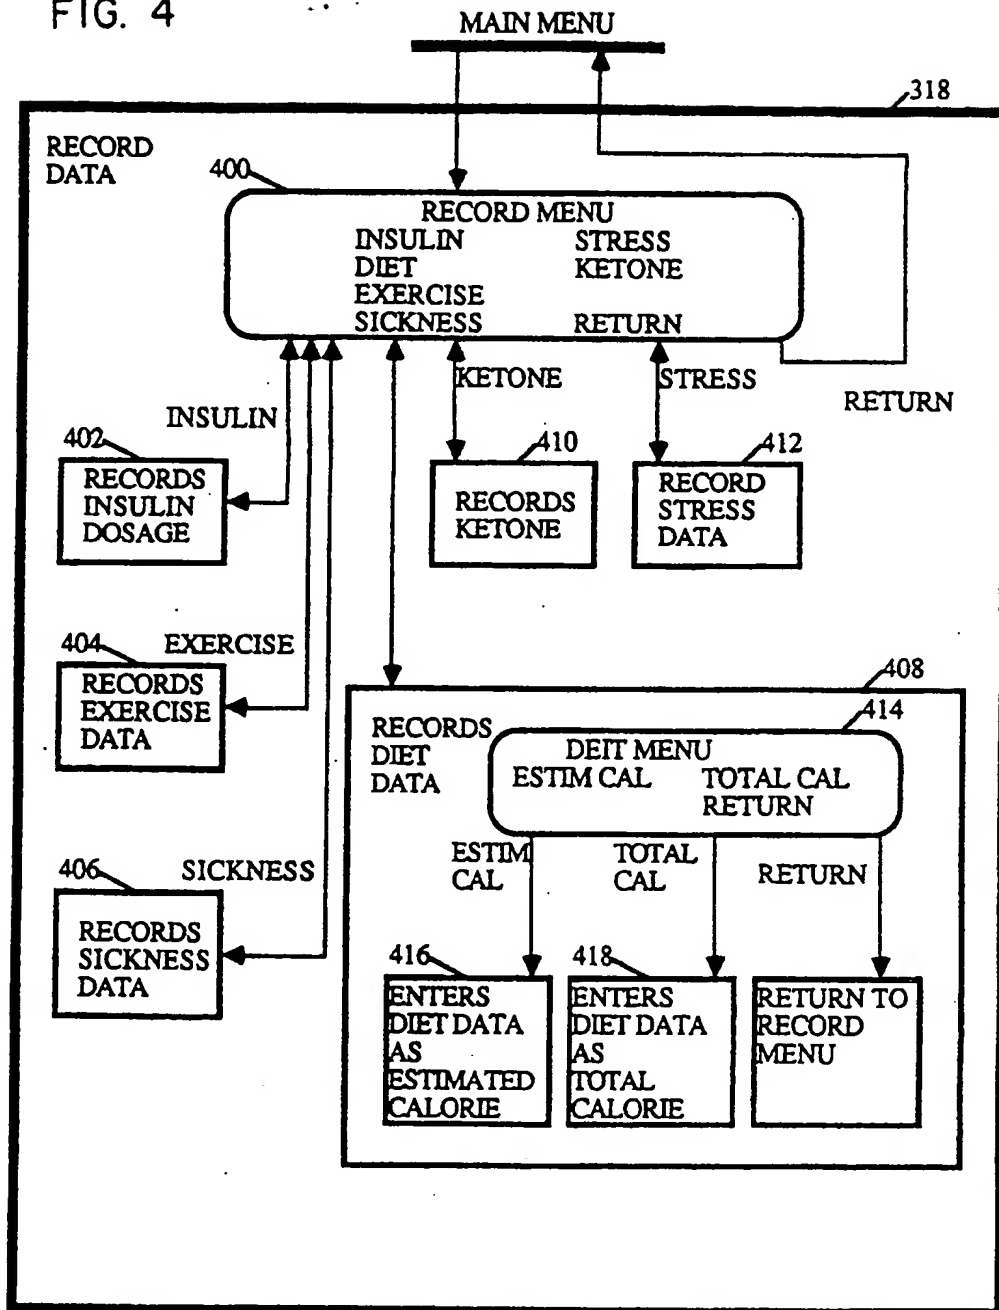 FIG. 4
MAIN MENU
318
RECORD
DATA
400
RECORD MENU
INSULIN STRESS
DIET KETONE
EXERCISE
SICKNESS RETURN
KETONE
STRESS
RETURN
INSULIN
402
RECORDS
INSULIN
DOSAGE
410
RECORDS
KETONE
412
RECORD
STRESS
DATA
404
EXERCISE
RECORDS
EXERCISE
DATA
408
RECORDS
DIET
DATA
414
DEIT MENU
ESTIM CAL TOTAL CAL
RETURN
ESTIM
CAL
TOTAL
CAL
RETURN
406
SICKNESS
RECORDS
SICKNESS
DATA
416
ENTERS
DIET DATA
AS
ESTIMATED
CALORIE
418
ENTERS
DIET DATA
AS
TOTAL
CALORIE
RETURN TO
RECORD
MENU